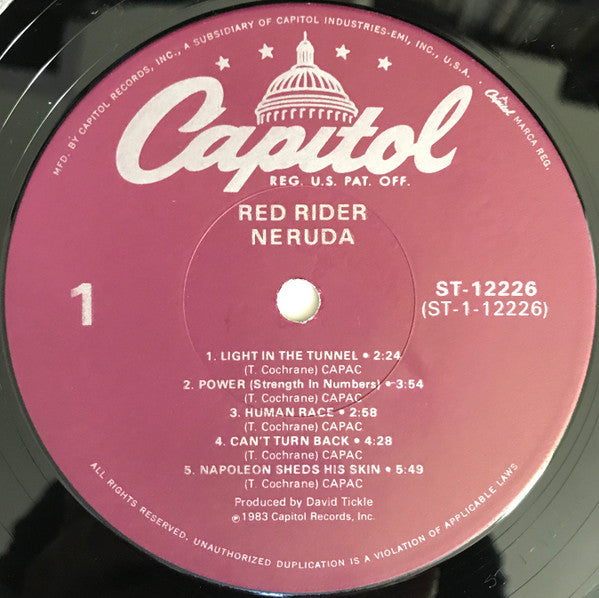 MFD. BY CAPITOL RECORDS, INC., A SUBSIDIARY OF CAPITOL INDUSTRIES-EMI, INC., U.S.A. • Capitol MARCA REG.
Capitol
REG. U.S. PAT. OFF.
RED RIDER
NERUDA
1
ST-12226
(ST-1-12226)
1. LIGHT IN THE TUNNEL • 2:24
(T. Cochrane) CAPAC
2. POWER (Strength In Numbers) • 3:54
(T. Cochrane) CAPAC
3. HUMAN RACE • 2:58
(T. Cochrane) CAPAC
4. CAN'T TURN BACK • 4:28
(T. Cochrane) CAPAC
5. NAPOLEON SHEDS HIS SKIN • 5:49
(T. Cochrane) CAPAC
Produced by David Tickle
℗1983 Capitol Records, Inc.
ALL RIGHTS RESERVED. UNAUTHORIZED DUPLICATION IS A VIOLATION OF APPLICABLE LAWS